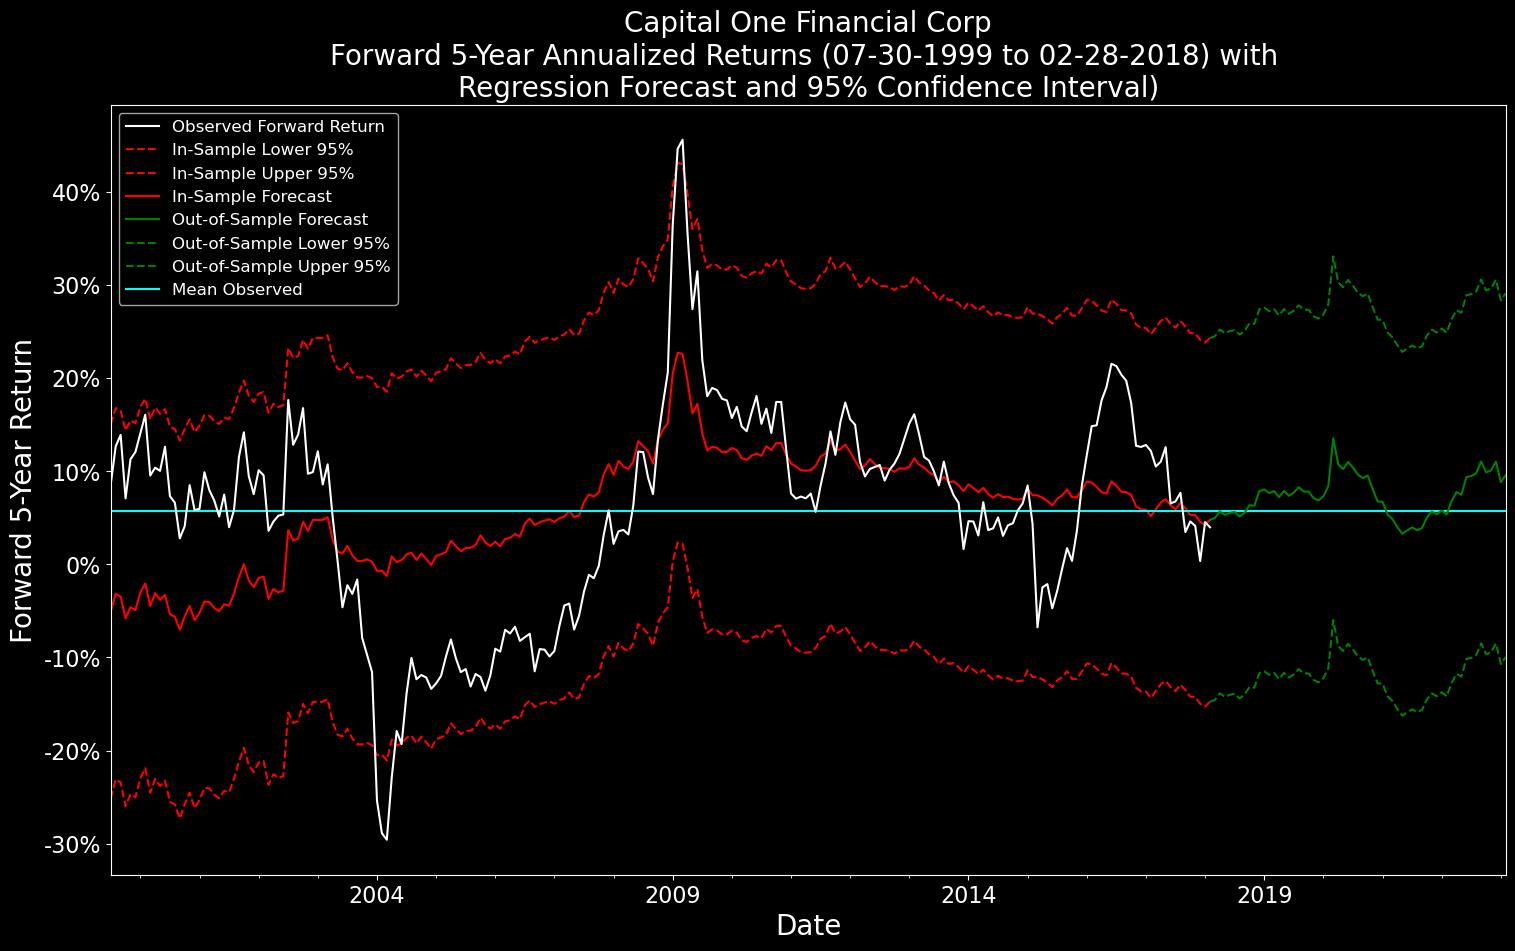 Capital One Financial Corp
Forward 5-Year Annualized Returns (07-30-1999 to 02-28-2018) with
Regression Forecast and 95% Confidence Interval)
Observed Forward Return
In-Sample Lower 95%
In-Sample Upper 95%
In-Sample Forecast
Out-of-Sample Forecast
Out-of-Sample Lower 95%
Out-of-Sample Upper 95%
Mean Observed
Forward 5-Year Return
40%
30%
20%
10%
0%
-10%
-20%
-30%
2004
2009
2014
2019
Date